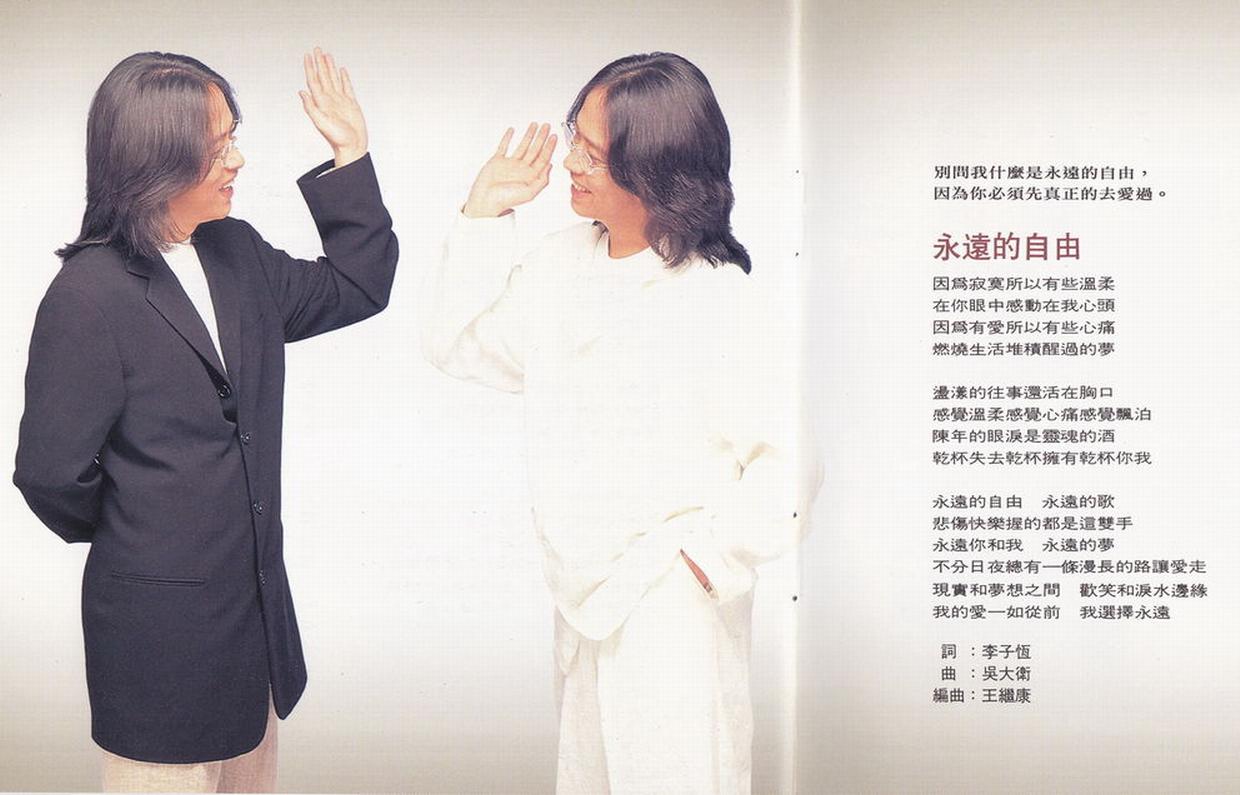 別問我什麼是永遠的自由，
因為你必須先真正的去愛過。
永遠的自由
因爲寂寞所以有些溫柔
在你眼中感動在我心頭
因爲有愛所以有些心痛
燃燒生活堆積醒過的夢
盪漾的往事還活在胸口
感覺溫柔感覺心痛感覺飄泊
陳年的眼淚是靈魂的酒
乾杯失去乾杯擁有乾杯你我
永遠的自由　永遠的歌
悲傷快樂握的都是這雙手
永遠你和我　永遠的夢
不分日夜總有一條漫長的路讓愛走
現實和夢想之間　歡笑和淚水邊緣
我的愛一如從前　我選擇永遠
詞：李子恆
曲：吳大衛
編曲：王繼康